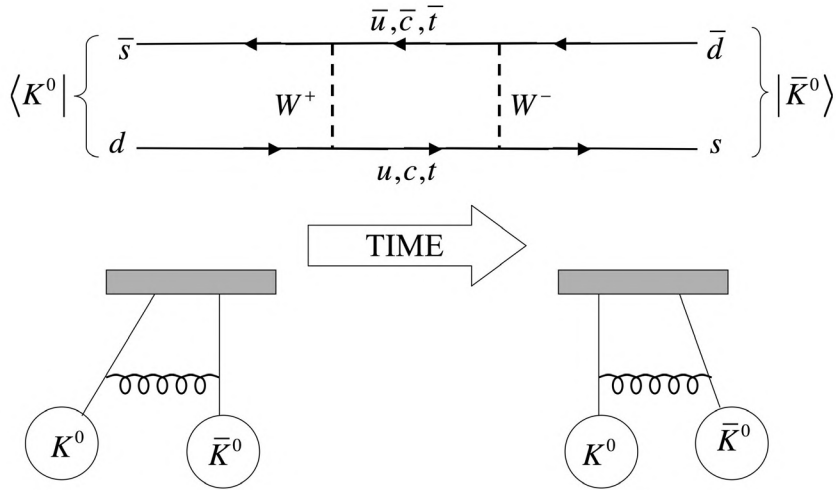 ū,c̄,t̄
s̄ d̄
⟨K⁰| W⁺ W⁻ |K̄⁰⟩
d s
u,c,t
TIME
K⁰ K̄⁰ K⁰ K̄⁰